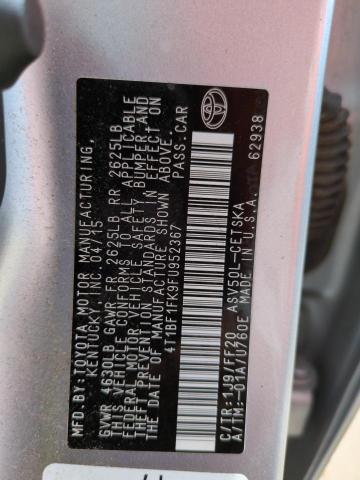 MFD. BY: TOYOTA MOTOR MANUFACTURING,
KENTUCKY, INC. 04/15
GVWR 4630LB GAWR FR 2625LB RR 2625LB
THIS VEHICLE CONFORMS TO ALL APPLICABLE
FEDERAL MOTOR VEHICLE SAFETY BUMPER AND
THEFT PREVENTION STANDARDS IN EFFECT ON
THE DATE OF MANUFACTURE SHOWN ABOVE.
4T1BF1FK9FU952367 PASS.CAR
C/TR:1J9/FF20 ASV50L-CETSKA
A/TM:-01A/U760E MADE IN U.S.A. 62938